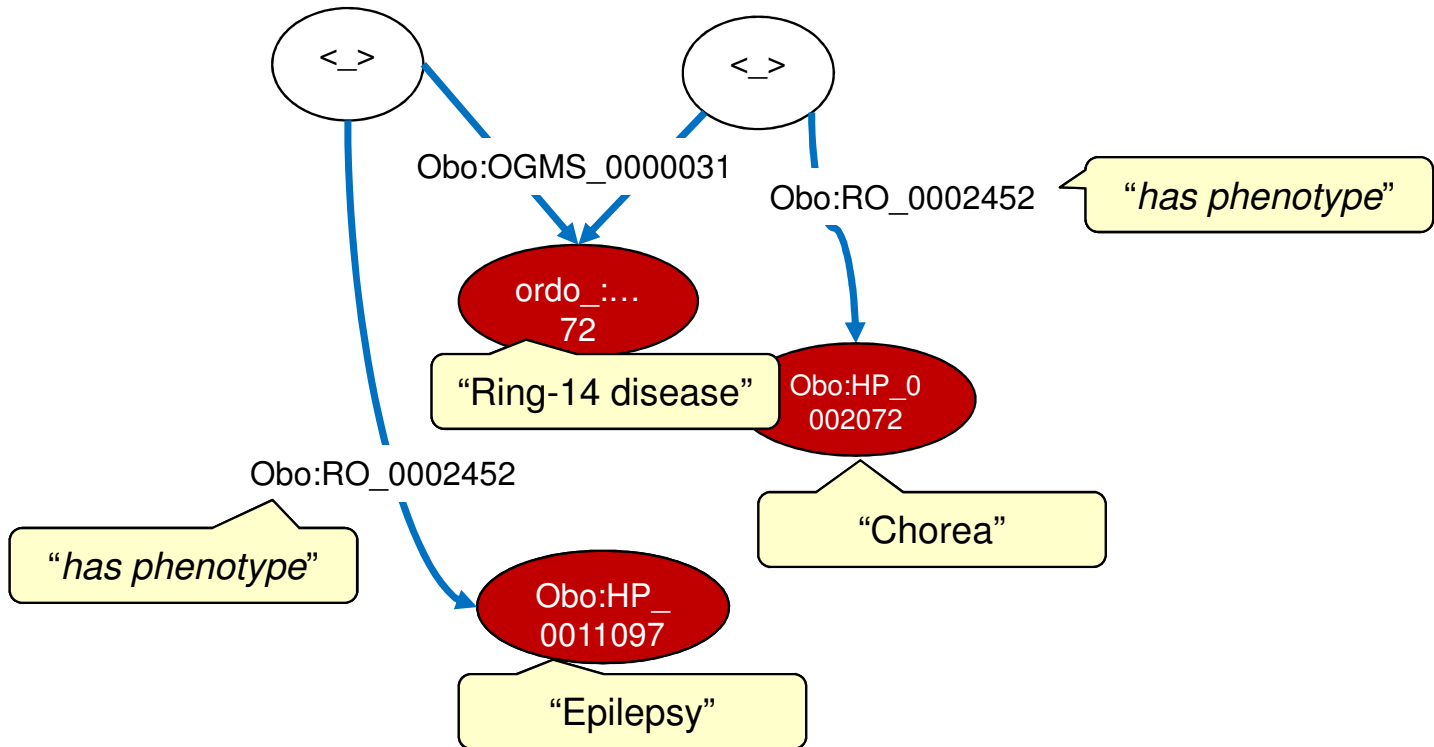 <_>
<_>
Obo:OGMS_0000031
Obo:RO_0002452
“has phenotype”
ordo_:…
72
“Ring-14 disease”
Obo:HP_0
002072
Obo:RO_0002452
“Chorea”
“has phenotype”
Obo:HP_
0011097
“Epilepsy”